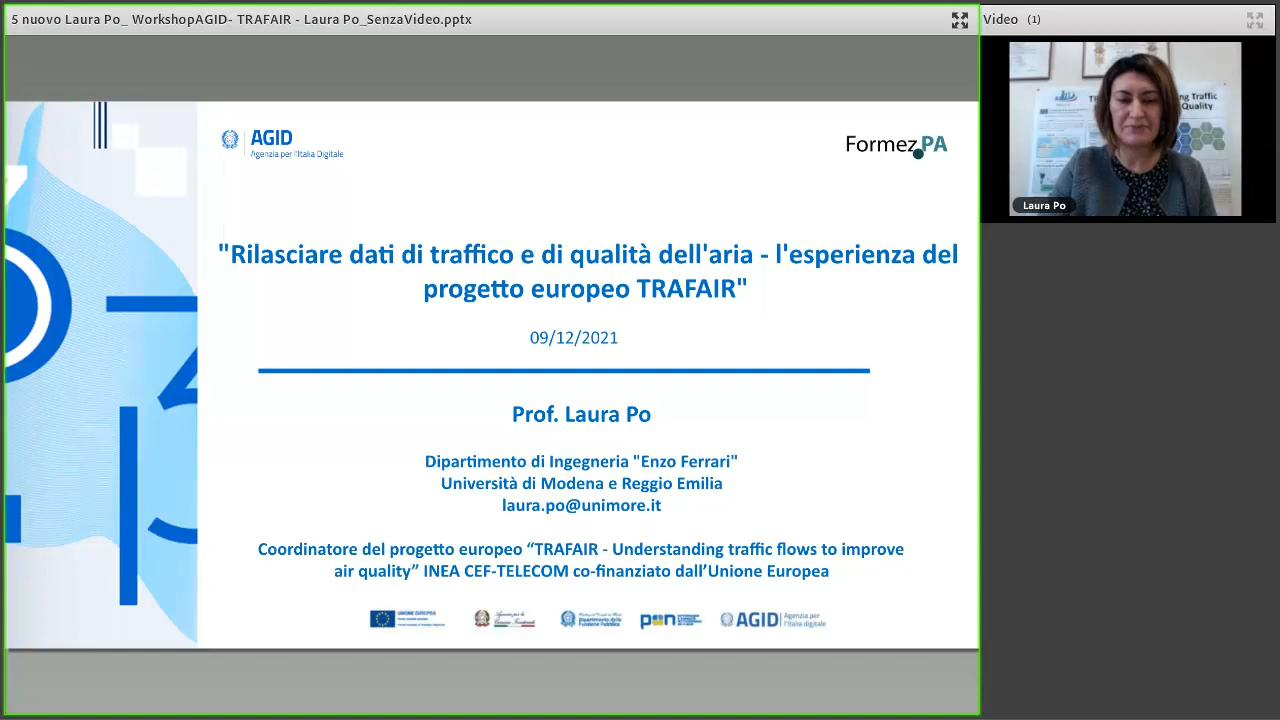 5 nuovo Laura Po_ WorkshopAGID- TRAFAIR - Laura Po_SenzaVideo.pptx
Video (1)
AGID
Agenzia per l'Italia Digitale
Formez.PA
ng Traffic
Quality
Laura Po
"Rilasciare dati di traffico e di qualità dell'aria - l'esperienza del
progetto europeo TRAFAIR"
09/12/2021
Prof. Laura Po
Dipartimento di Ingegneria "Enzo Ferrari"
Università di Modena e Reggio Emilia
laura.po@unimore.it
Coordinatore del progetto europeo “TRAFAIR - Understanding traffic flows to improve
air quality” INEA CEF-TELECOM co-finanziato dall’Unione Europea
UNIONE EUROPEA
pon
AGID
Agenzia per
l'Italia digitale